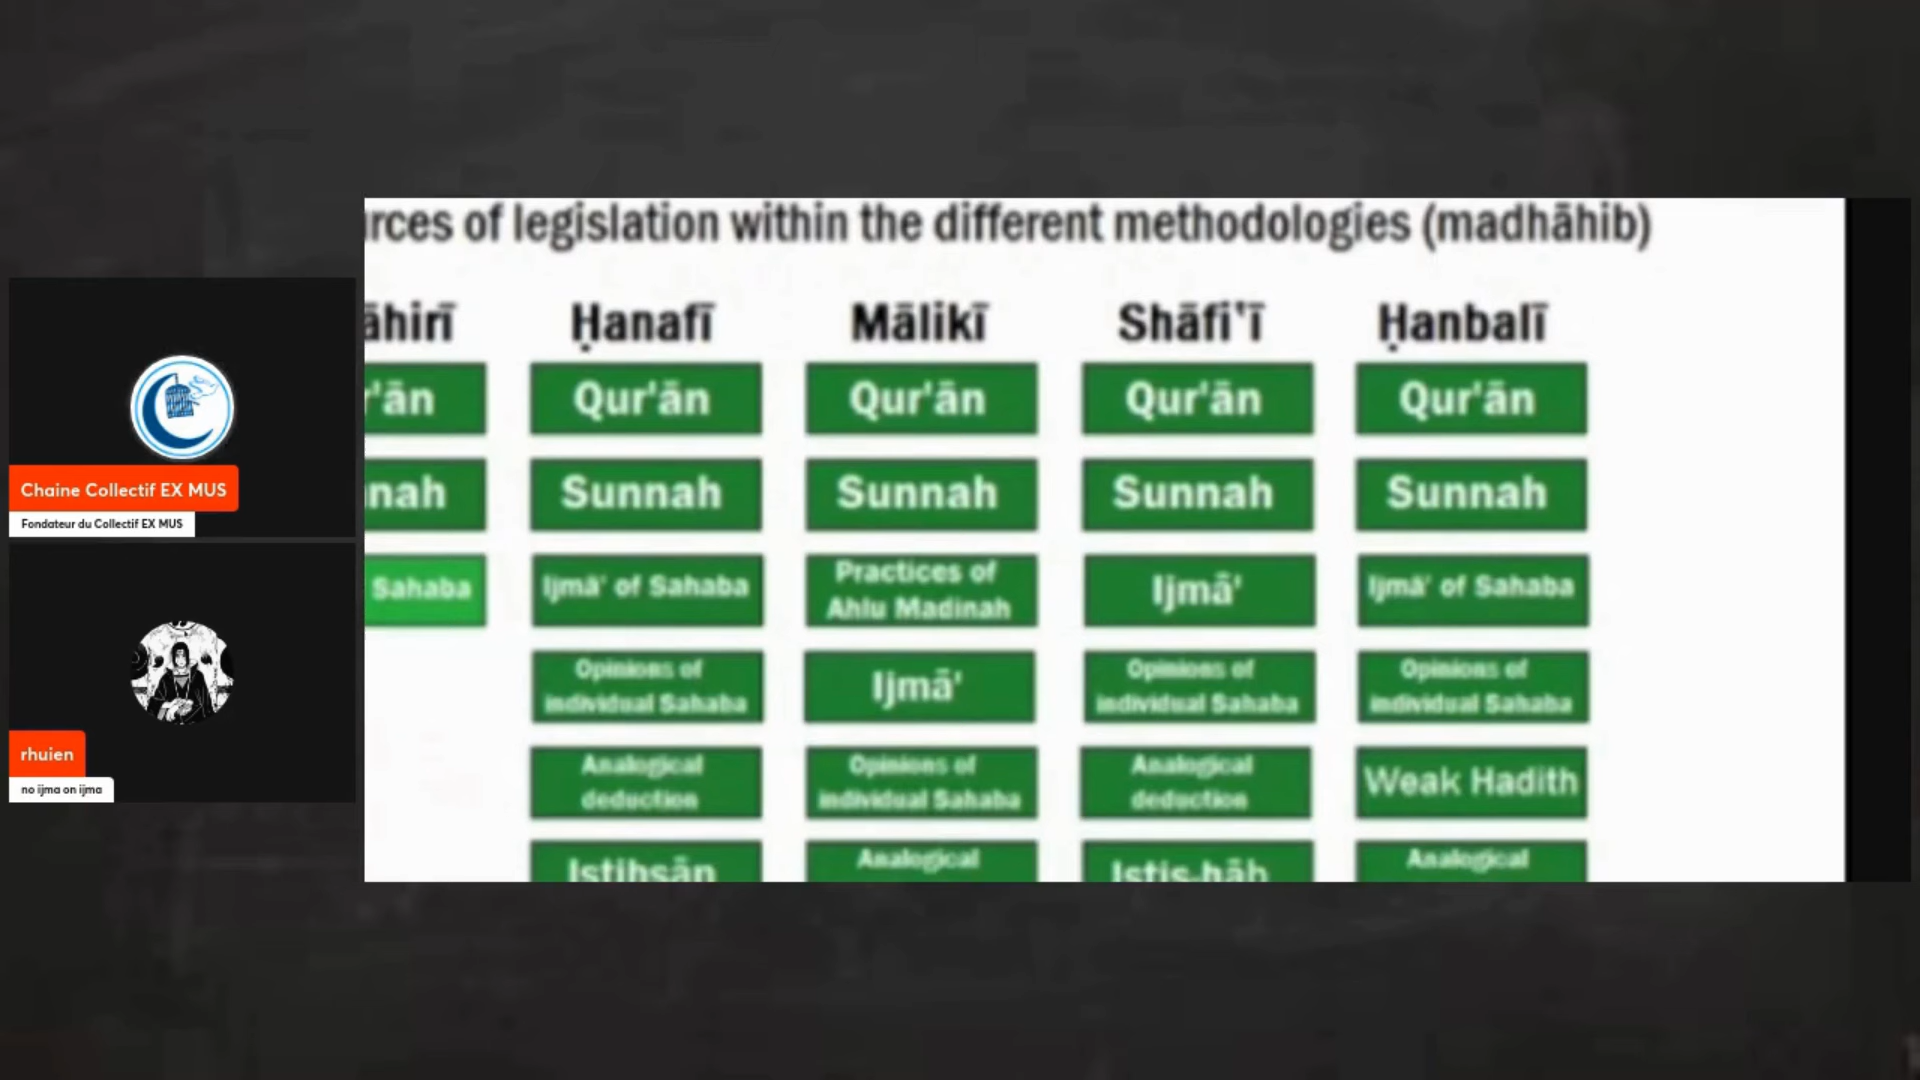 rces of legislation within the different methodologies (madhāhib)
āhirī Ḥanafī Mālikī Shāfi'ī Ḥanbalī
r'ān Qur'ān Qur'ān Qur'ān Qur'ān
nah Sunnah Sunnah Sunnah Sunnah
Sahaba
Ijmā' of Sahaba
Practices of
Ahlu Madinah
Ijmā'
Ijmā' of Sahaba
Opinions of
individual Sahaba
Ijmā'
Opinions of
individual Sahaba
Opinions of
individual Sahaba
Analogical
deduction
Opinions of
individual Sahaba
Analogical
deduction
Weak Hadith
Istihsān
Analogical
Istis-hāb
Analogical
Chaine Collectif EX MUS
Fondateur du Collectif EX MUS
rhuien
no ijma on ijma